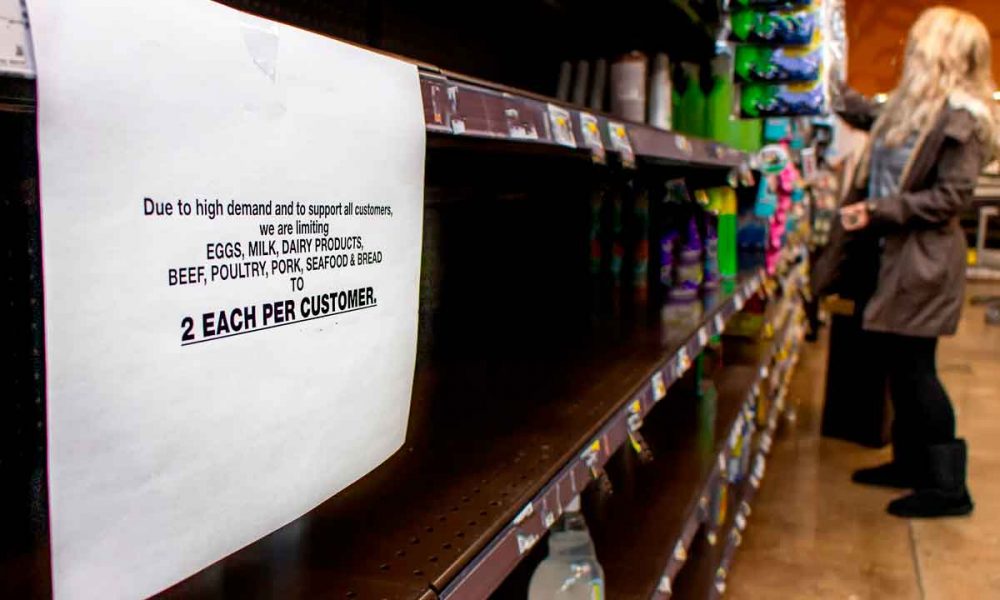 Due to high demand and to support all customers,
we are limiting
EGGS, MILK, DAIRY PRODUCTS,
BEEF, POULTRY, PORK, SEAFOOD & BREAD
TO
2 EACH PER CUSTOMER.